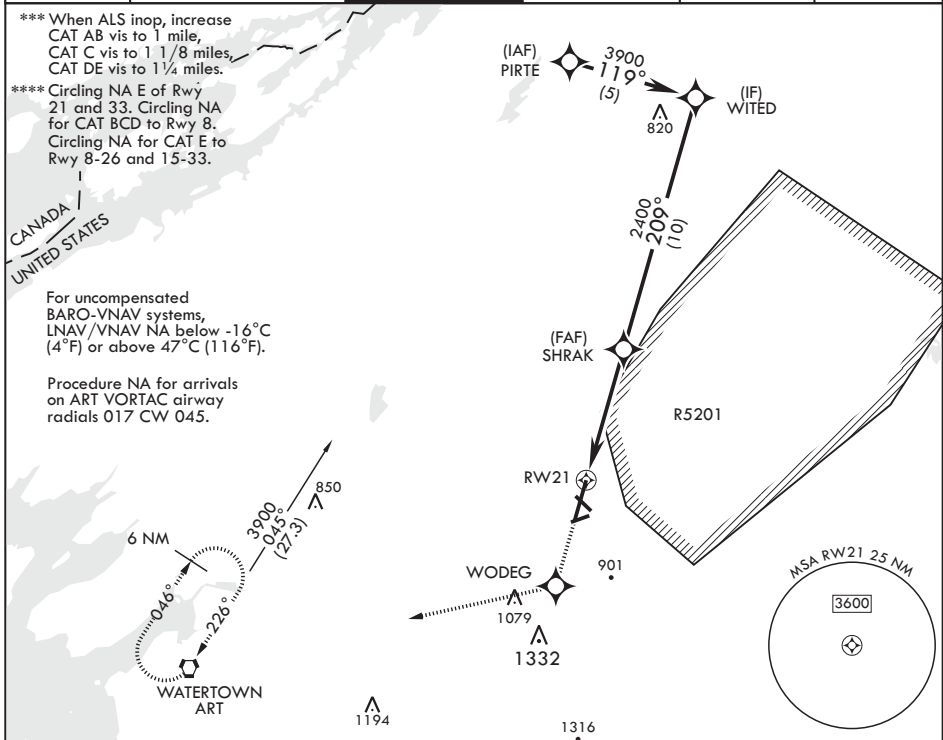 *** When ALS inop, increase
CAT AB vis to 1 mile,
CAT C vis to 1 1/8 miles,
CAT DE vis to 1¼ miles.
**** Circling NA E of Rwy
21 and 33. Circling NA
for CAT BCD to Rwy 8.
Circling NA for CAT E to
Rwy 8-26 and 15-33.
(IAF)
PIRTE
3900
119°
(5)
(IF)
WITED
820
CANADA
UNITED STATES
2400
209°
(10)
For uncompensated
BARO-VNAV systems,
LNAV/VNAV NA below -16°C
(4°F) or above 47°C (116°F).
(FAF)
SHRAK
Procedure NA for arrivals
on ART VORTAC airway
radials 017 CW 045.
R5201
RW21
850
3900
045°
(27.3)
6 NM
046°
226°
WATERTOWN
ART
WODEG
901
1079
1332
1194
1316
MSA RW21 25 NM
3600